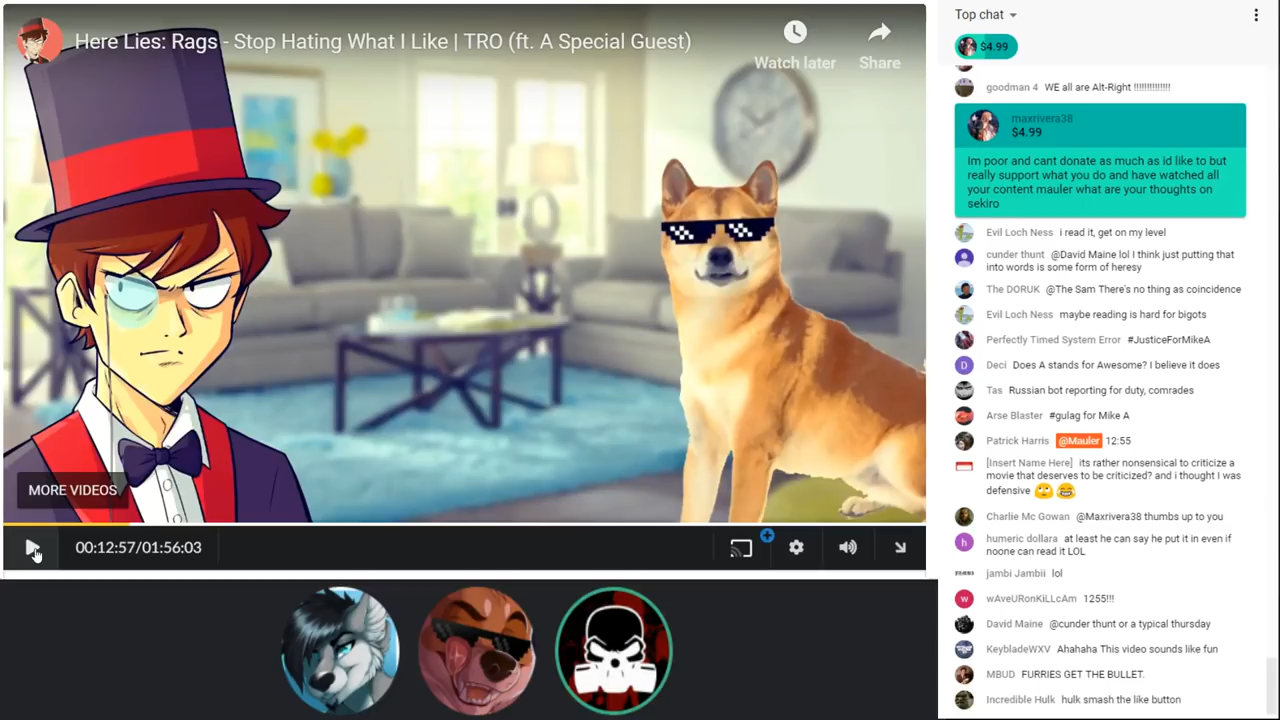 Here Lies: Rags - Stop Hating What I Like | TRO (ft. A Special Guest)
Watch later
Share
MORE VIDEOS
00:12:57/01:56:03
Top chat
$4.99
goodman 4 WE all are Alt-Right !!!!!!!!!!!!!!
maxrivera38
$4.99
Im poor and cant donate as much as id like to but
really support what you do and have watched all
your content mauler what are your thoughts on
sekiro
Evil Loch Ness i read it, get on my level
cunder thunt @David Maine lol I think just putting that
into words is some form of heresy
The DORUK @The Sam There's no thing as coincidence
Evil Loch Ness maybe reading is hard for bigots
Perfectly Timed System Error #JusticeForMikeA
D
Deci Does A stands for Awesome? I believe it does
Tas Russian bot reporting for duty, comrades
Arse Blaster #gulag for Mike A
Patrick Harris @Mauler 12:55
[Insert Name Here] its rather nonsensical to criticize a
movie that deserves to be criticized? and i thought I was
defensive
Charlie Mc Gowan @Maxrivera38 thumbs up to you
h
humeric dollara at least he can say he put it in even if
noone can read it LOL
jambi Jambii lol
w
wAveURonKiLLcAm 1255!!!
David Maine @cunder thunt or a typical thursday
KeybladeWXV Ahahaha This video sounds like fun
MBUD FURRIES GET THE BULLET.
Incredible Hulk hulk smash the like button